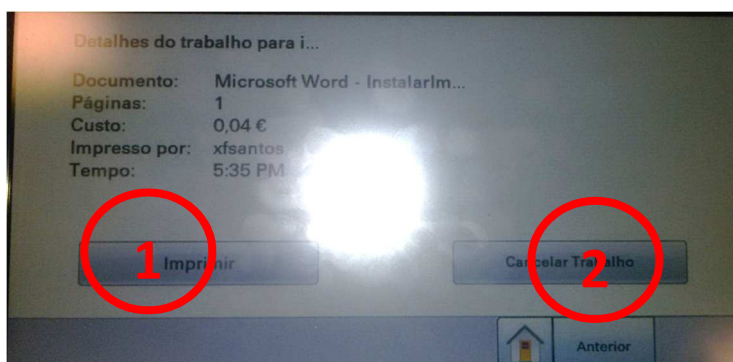 Detalhes do trabalho para i...
Documento: Microsoft Word - InstalarIm...
Páginas: 1
Custo: 0,04 €
Impresso por: xfsantos
Tempo: 5:35 PM
1 Imprimir
Cancelar Trabalho 2
Anterior